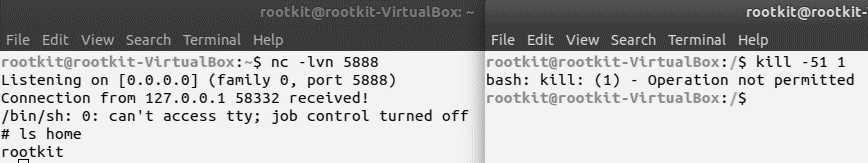 rootkit@rootkit-VirtualBox: ~
File Edit View Search Terminal Help
rootkit@rootkit-VirtualBox:~$ nc -lvn 5888
Listening on [0.0.0.0] (family 0, port 5888)
Connection from 127.0.0.1 58332 received!
/bin/sh: 0: can't access tty; job control turned off
# ls home
rootkit
rootkit@rootkit-
File Edit View Search Terminal Help
rootkit@rootkit-VirtualBox:/$ kill -51 1
bash: kill: (1) - Operation not permitted
rootkit@rootkit-VirtualBox:/$